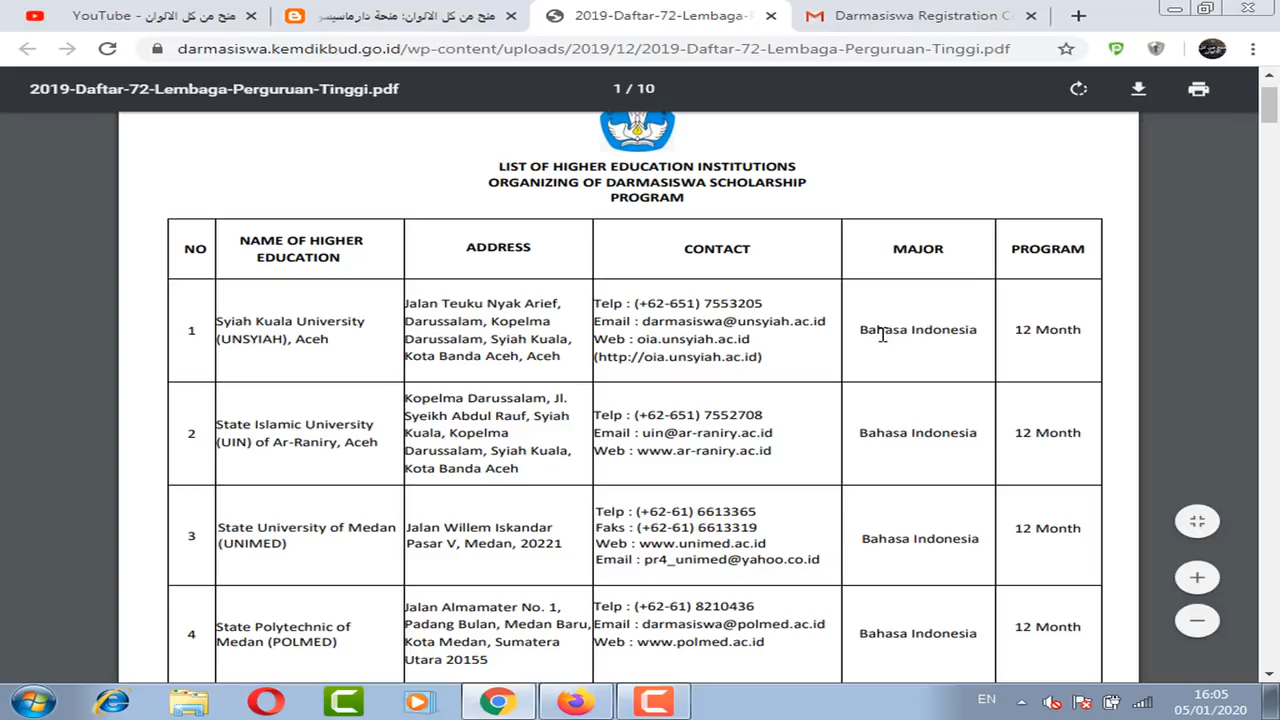 YouTube - منح من كل الالوان
منح من كل الالوان: منحة دارماسيسي
2019-Daftar-72-Lembaga-
Darmasiswa Registration C
darmasiswa.kemdikbud.go.id/wp-content/uploads/2019/12/2019-Daftar-72-Lembaga-Perguruan-Tinggi.pdf
2019-Daftar-72-Lembaga-Perguruan-Tinggi.pdf
1 / 10
LIST OF HIGHER EDUCATION INSTITUTIONS
ORGANIZING OF DARMASISWA SCHOLARSHIP
PROGRAM
NO
NAME OF HIGHER
EDUCATION
ADDRESS
CONTACT
MAJOR
PROGRAM
1
Syiah Kuala University
(UNSYIAH), Aceh
Jalan Teuku Nyak Arief,
Darussalam, Kopelma
Darussalam, Syiah Kuala,
Kota Banda Aceh, Aceh
Telp : (+62-651) 7553205
Email : darmasiswa@unsyiah.ac.id
Web : oia.unsyiah.ac.id
(http://oia.unsyiah.ac.id)
Bahasa Indonesia
12 Month
2
State Islamic University
(UIN) of Ar-Raniry, Aceh
Kopelma Darussalam, Jl.
Syeikh Abdul Rauf, Syiah
Kuala, Kopelma
Darussalam, Syiah Kuala,
Kota Banda Aceh
Telp : (+62-651) 7552708
Email : uin@ar-raniry.ac.id
Web : www.ar-raniry.ac.id
Bahasa Indonesia
12 Month
3
State University of Medan
(UNIMED)
Jalan Willem Iskandar
Pasar V, Medan, 20221
Telp : (+62-61) 6613365
Faks : (+62-61) 6613319
Web : www.unimed.ac.id
Email : pr4_unimed@yahoo.co.id
Bahasa Indonesia
12 Month
4
State Polytechnic of
Medan (POLMED)
Jalan Almamater No. 1,
Padang Bulan, Medan Baru,
Kota Medan, Sumatera
Utara 20155
Telp : (+62-61) 8210436
Email : darmasiswa@polmed.ac.id
Web : www.polmed.ac.id
Bahasa Indonesia
12 Month
EN
16:05
05/01/2020